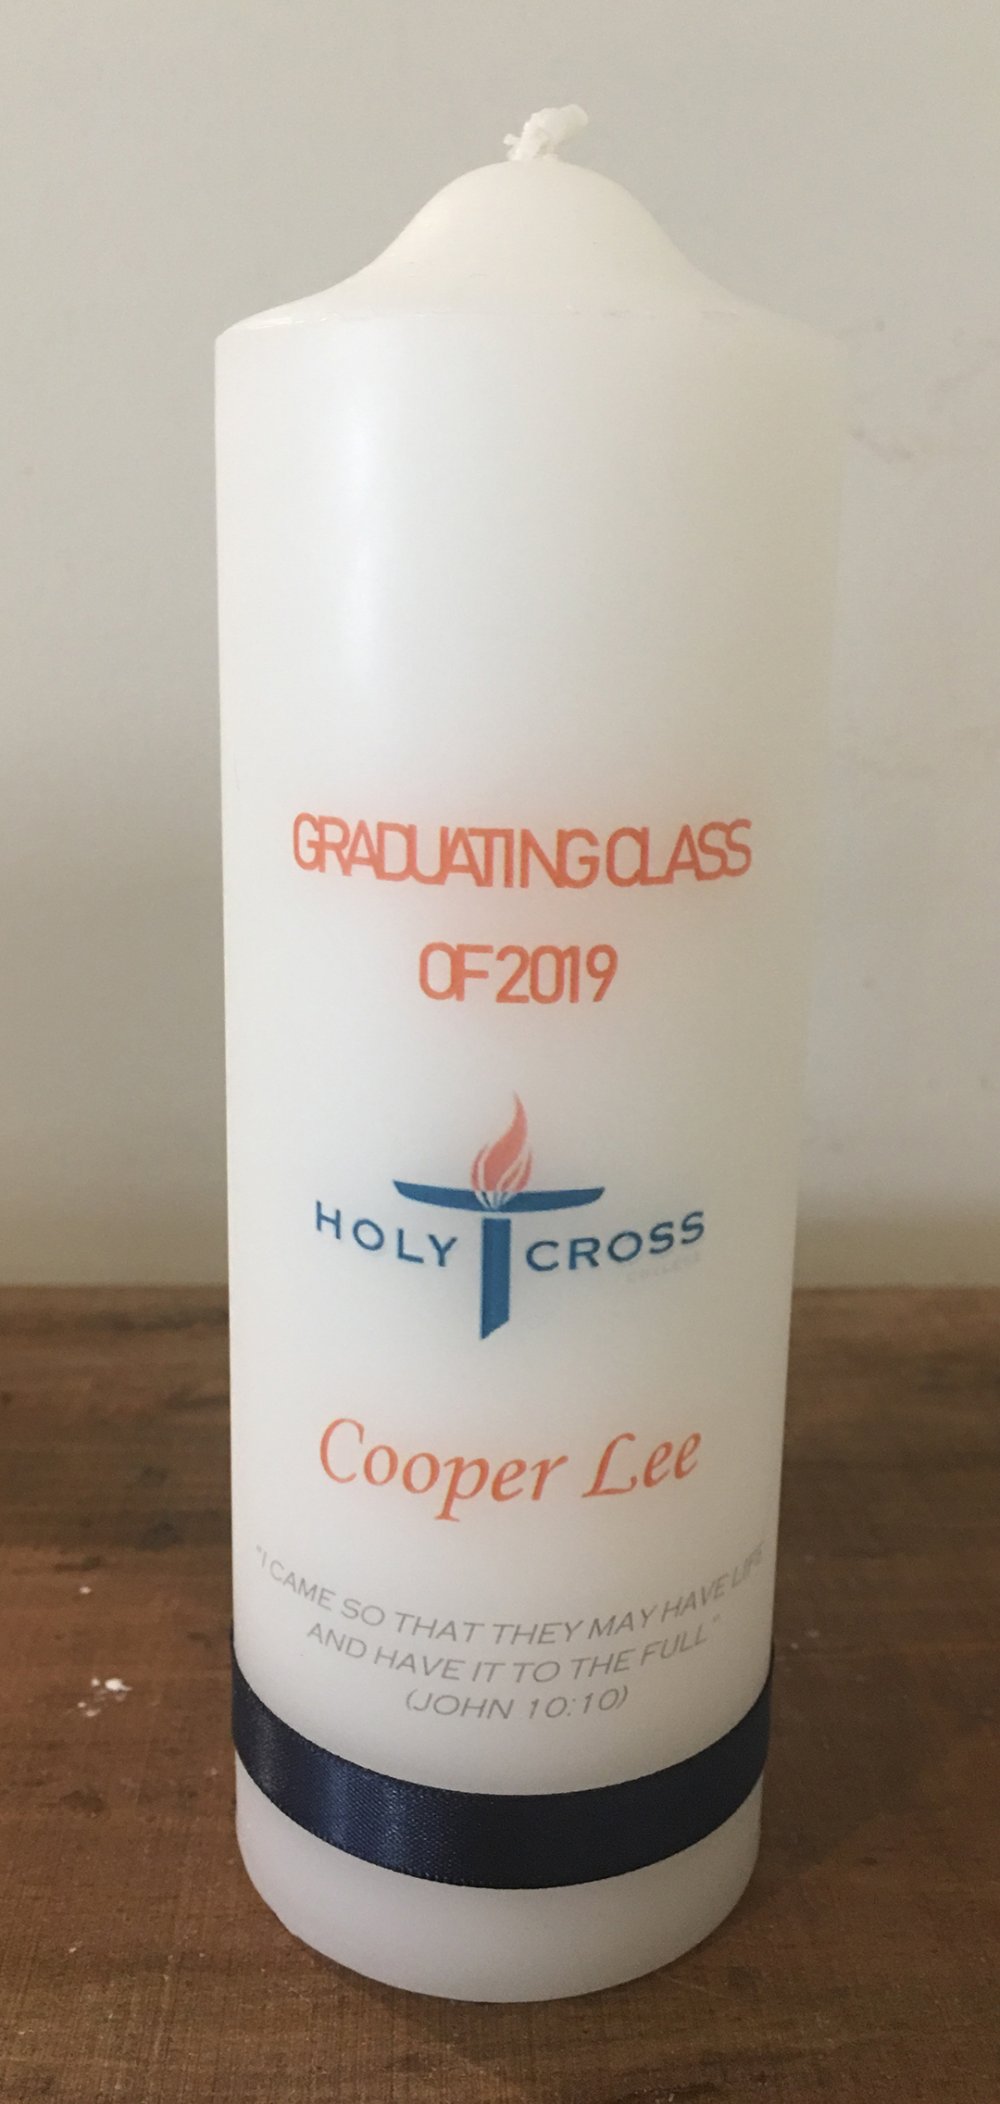 GRADUATING CLASS
OF 2019
HOLY CROSS
COLLEGE
Cooper Lee
"I CAME SO THAT THEY MAY HAVE LIFE
AND HAVE IT TO THE FULL"
(JOHN 10:10)